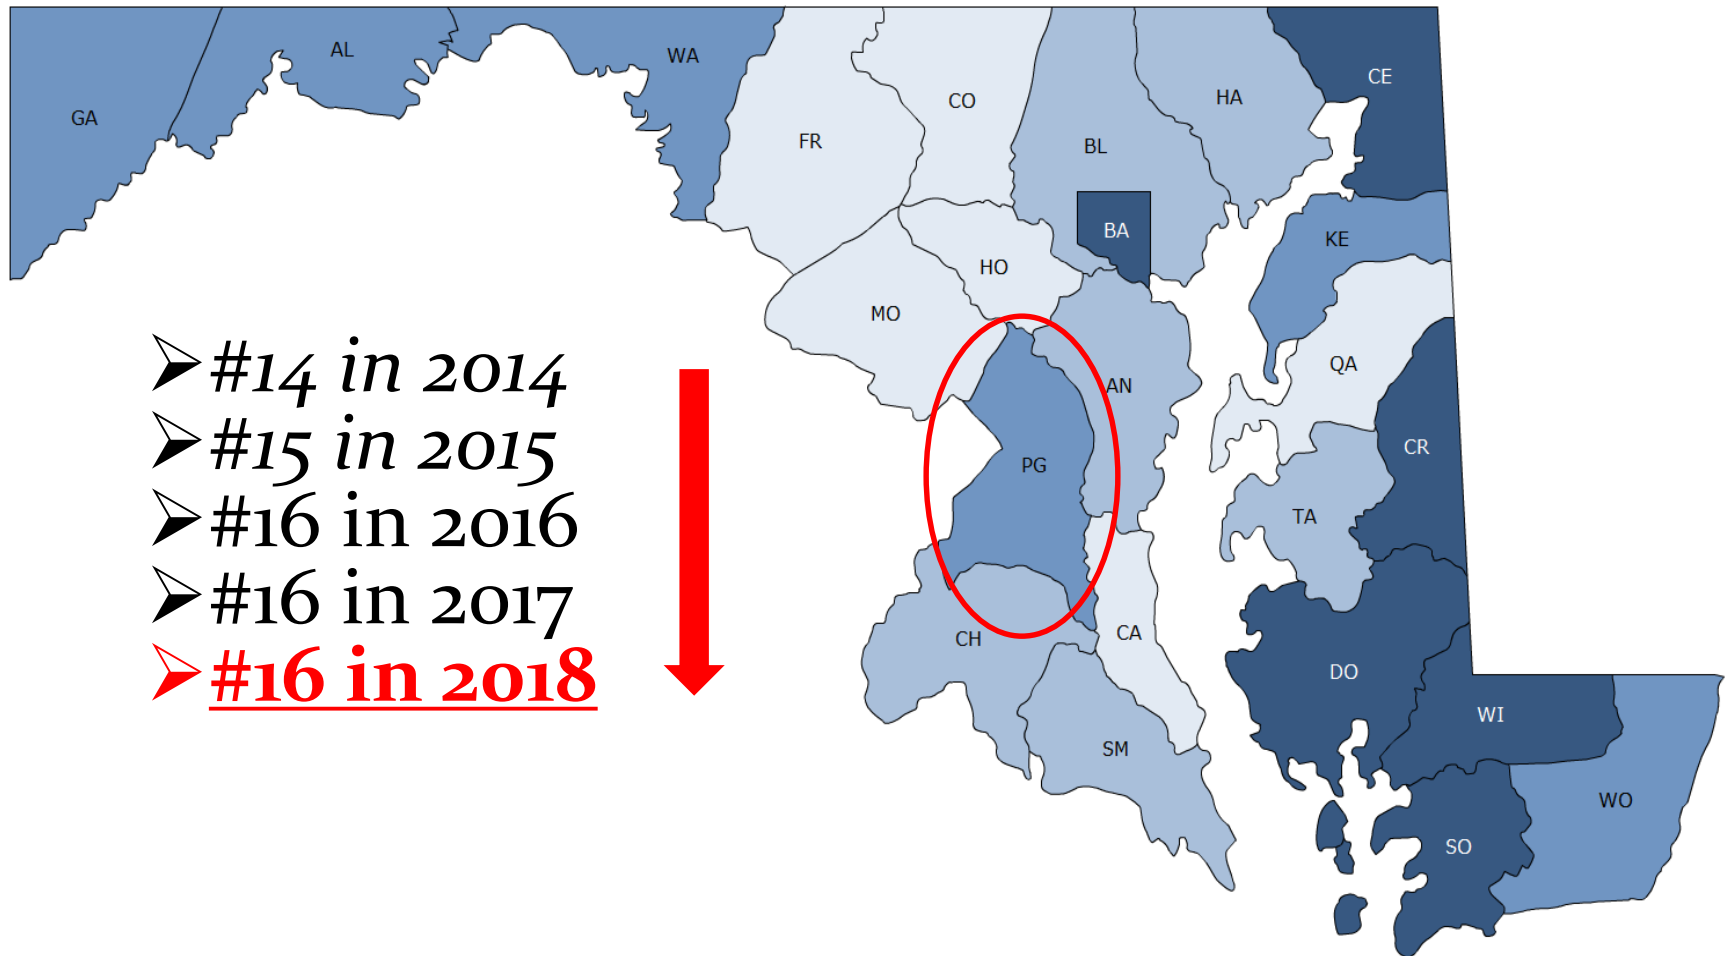 GA
AL
WA
FR
CO
BL
HA
CE
BA
KE
HO
MO
QA
AN
PG
CR
TA
CH
CA
DO
SM
WI
WO
SO
#14 in 2014
#15 in 2015
#16 in 2016
#16 in 2017
#16 in 2018